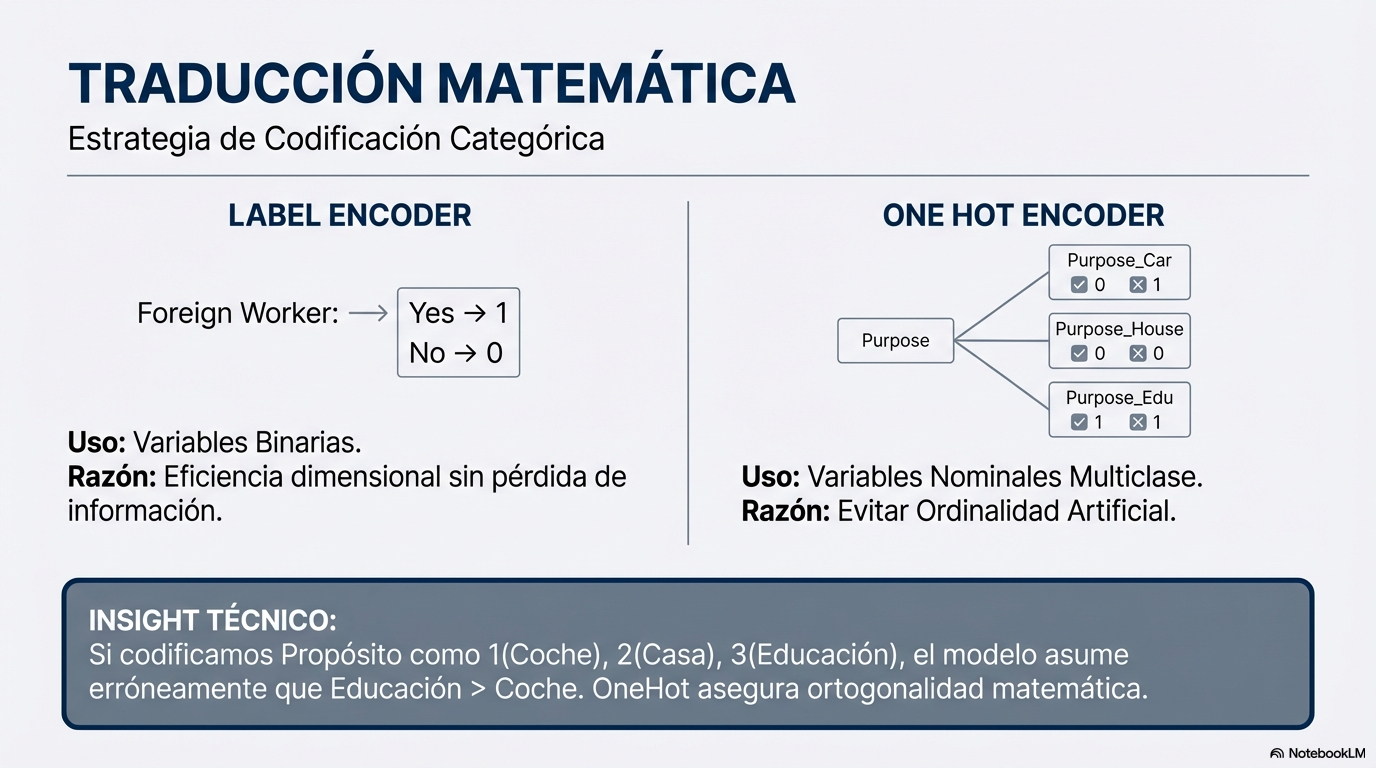 TRADUCCIÓN MATEMÁTICA
Estrategia de Codificación Categórica
LABEL ENCODER
Foreign Worker:
Yes → 1
No → 0
Uso: Variables Binarias.
Razón: Eficiencia dimensional sin pérdida de
información.
ONE HOT ENCODER
Purpose
Purpose_Car
0 1
Purpose_House
0 0
Purpose_Edu
1 1
Uso: Variables Nominales Multiclase.
Razón: Evitar Ordinalidad Artificial.
INSIGHT TÉCNICO:
Si codificamos Propósito como 1(Coche), 2(Casa), 3(Educación), el modelo asume
erróneamente que Educación > Coche. OneHot asegura ortogonalidad matemática.
NotebookLM